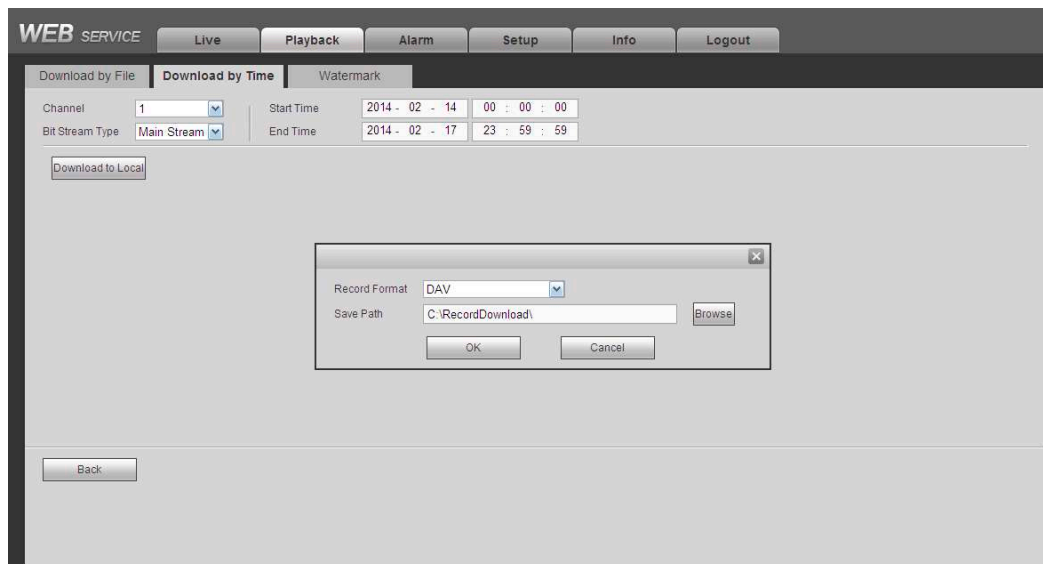 WEB SERVICE Live Playback Alarm Setup Info Logout
Download by File Download by Time Watermark
Channel 1 Start Time 2014 - 02 - 14 00 : 00 : 00
Bit Stream Type Main Stream End Time 2014 - 02 - 17 23 : 59 : 59
Download to Local
Record Format DAV
Save Path C:\RecordDownload\ Browse
OK Cancel
Back